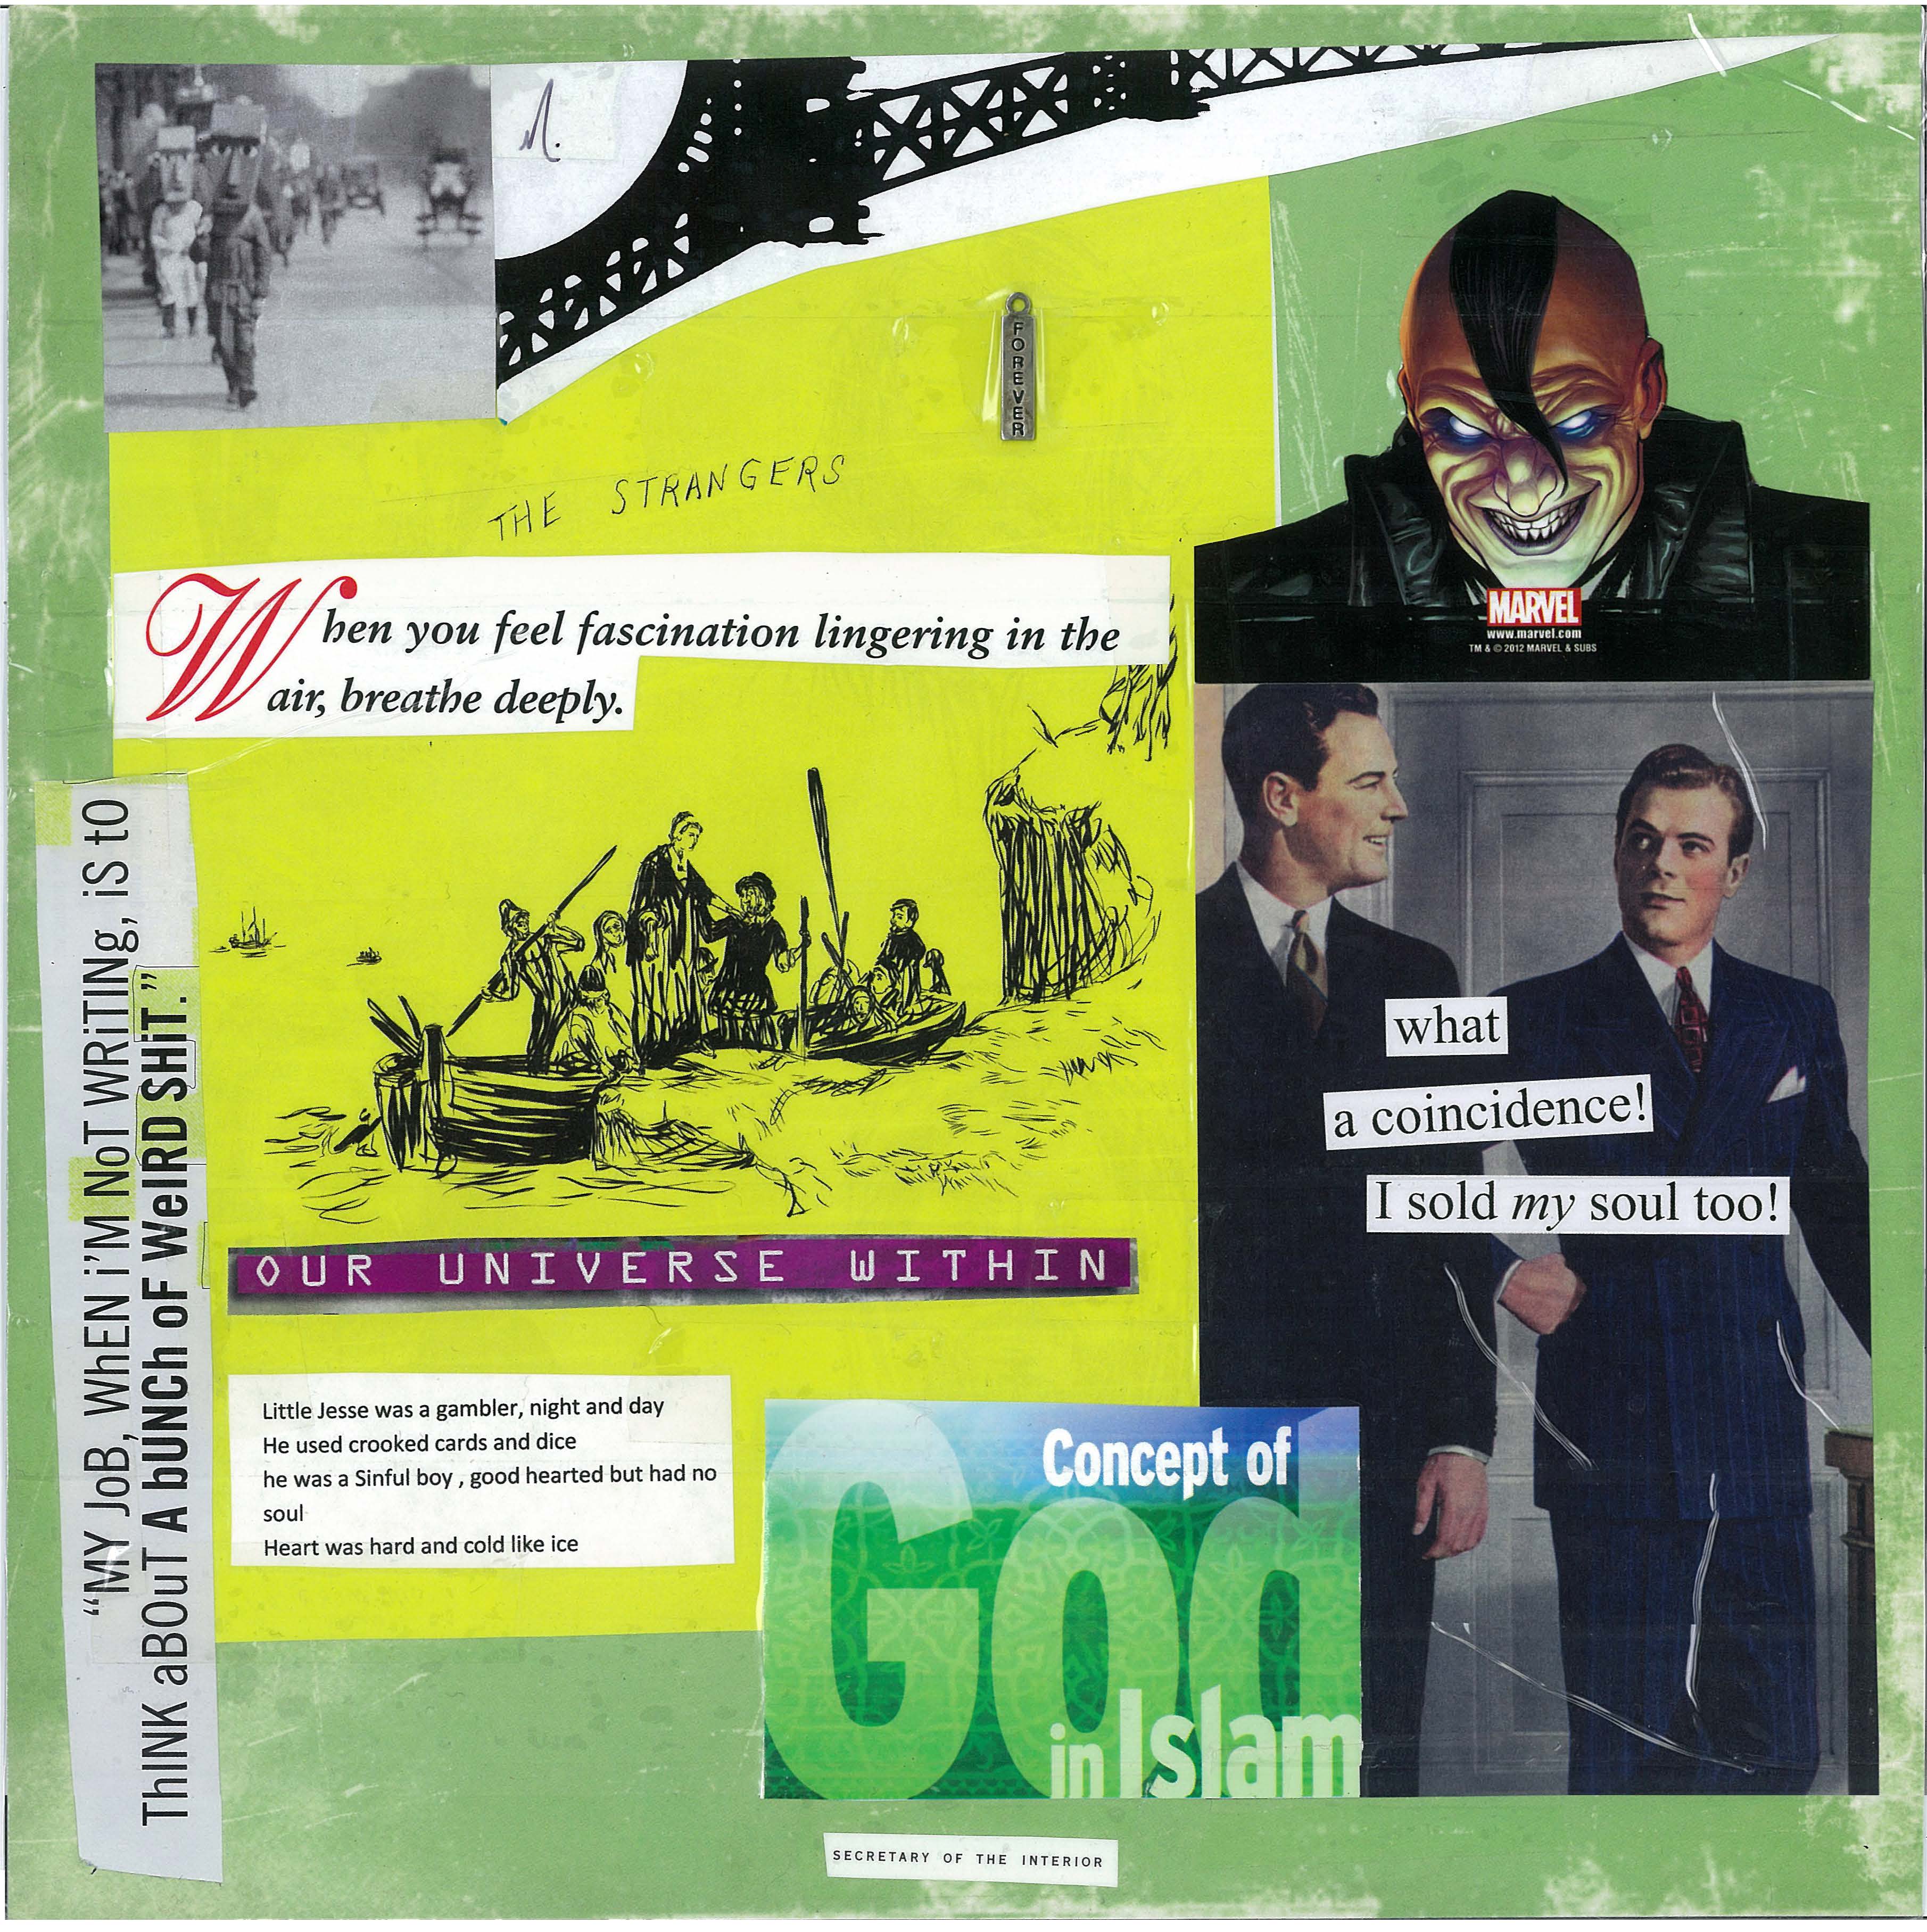 n.
FOREVER
THE STRANGERS
When you feel fascination lingering in the
air, breathe deeply.
MARVEL
www.marvel.com
TM & © 2012 MARVEL & SUBS
“MY JoB, WhEN i’M NoT WRiTiNg, iS tO
ThINK aBOuT A bUNCh oF WeIRD SHiT.”
what
a coincidence!
I sold my soul too!
OUR UNIVERSE WITHIN
Little Jesse was a gambler, night and day
He used crooked cards and dice
he was a Sinful boy , good hearted but had no
soul
Heart was hard and cold like ice
Concept of
God
in Islam
SECRETARY OF THE INTERIOR